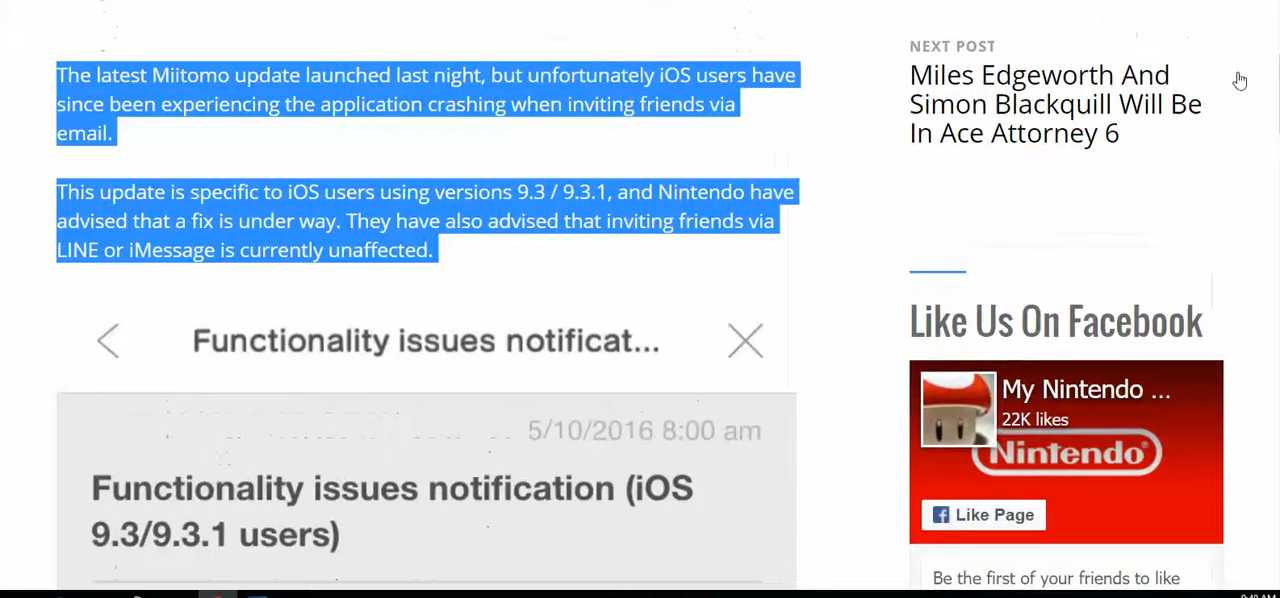 The latest Miitomo update launched last night, but unfortunately iOS users have
since been experiencing the application crashing when inviting friends via
email.
This update is specific to iOS users using versions 9.3 / 9.3.1, and Nintendo have
advised that a fix is under way. They have also advised that inviting friends via
LINE or iMessage is currently unaffected.
Functionality issues notificat...
5/10/2016 8:00 am
Functionality issues notification (iOS
9.3/9.3.1 users)
NEXT POST
Miles Edgeworth And
Simon Blackquill Will Be
In Ace Attorney 6
Like Us On Facebook
My Nintendo ...
22K likes
Nintendo
Like Page
Be the first of your friends to like